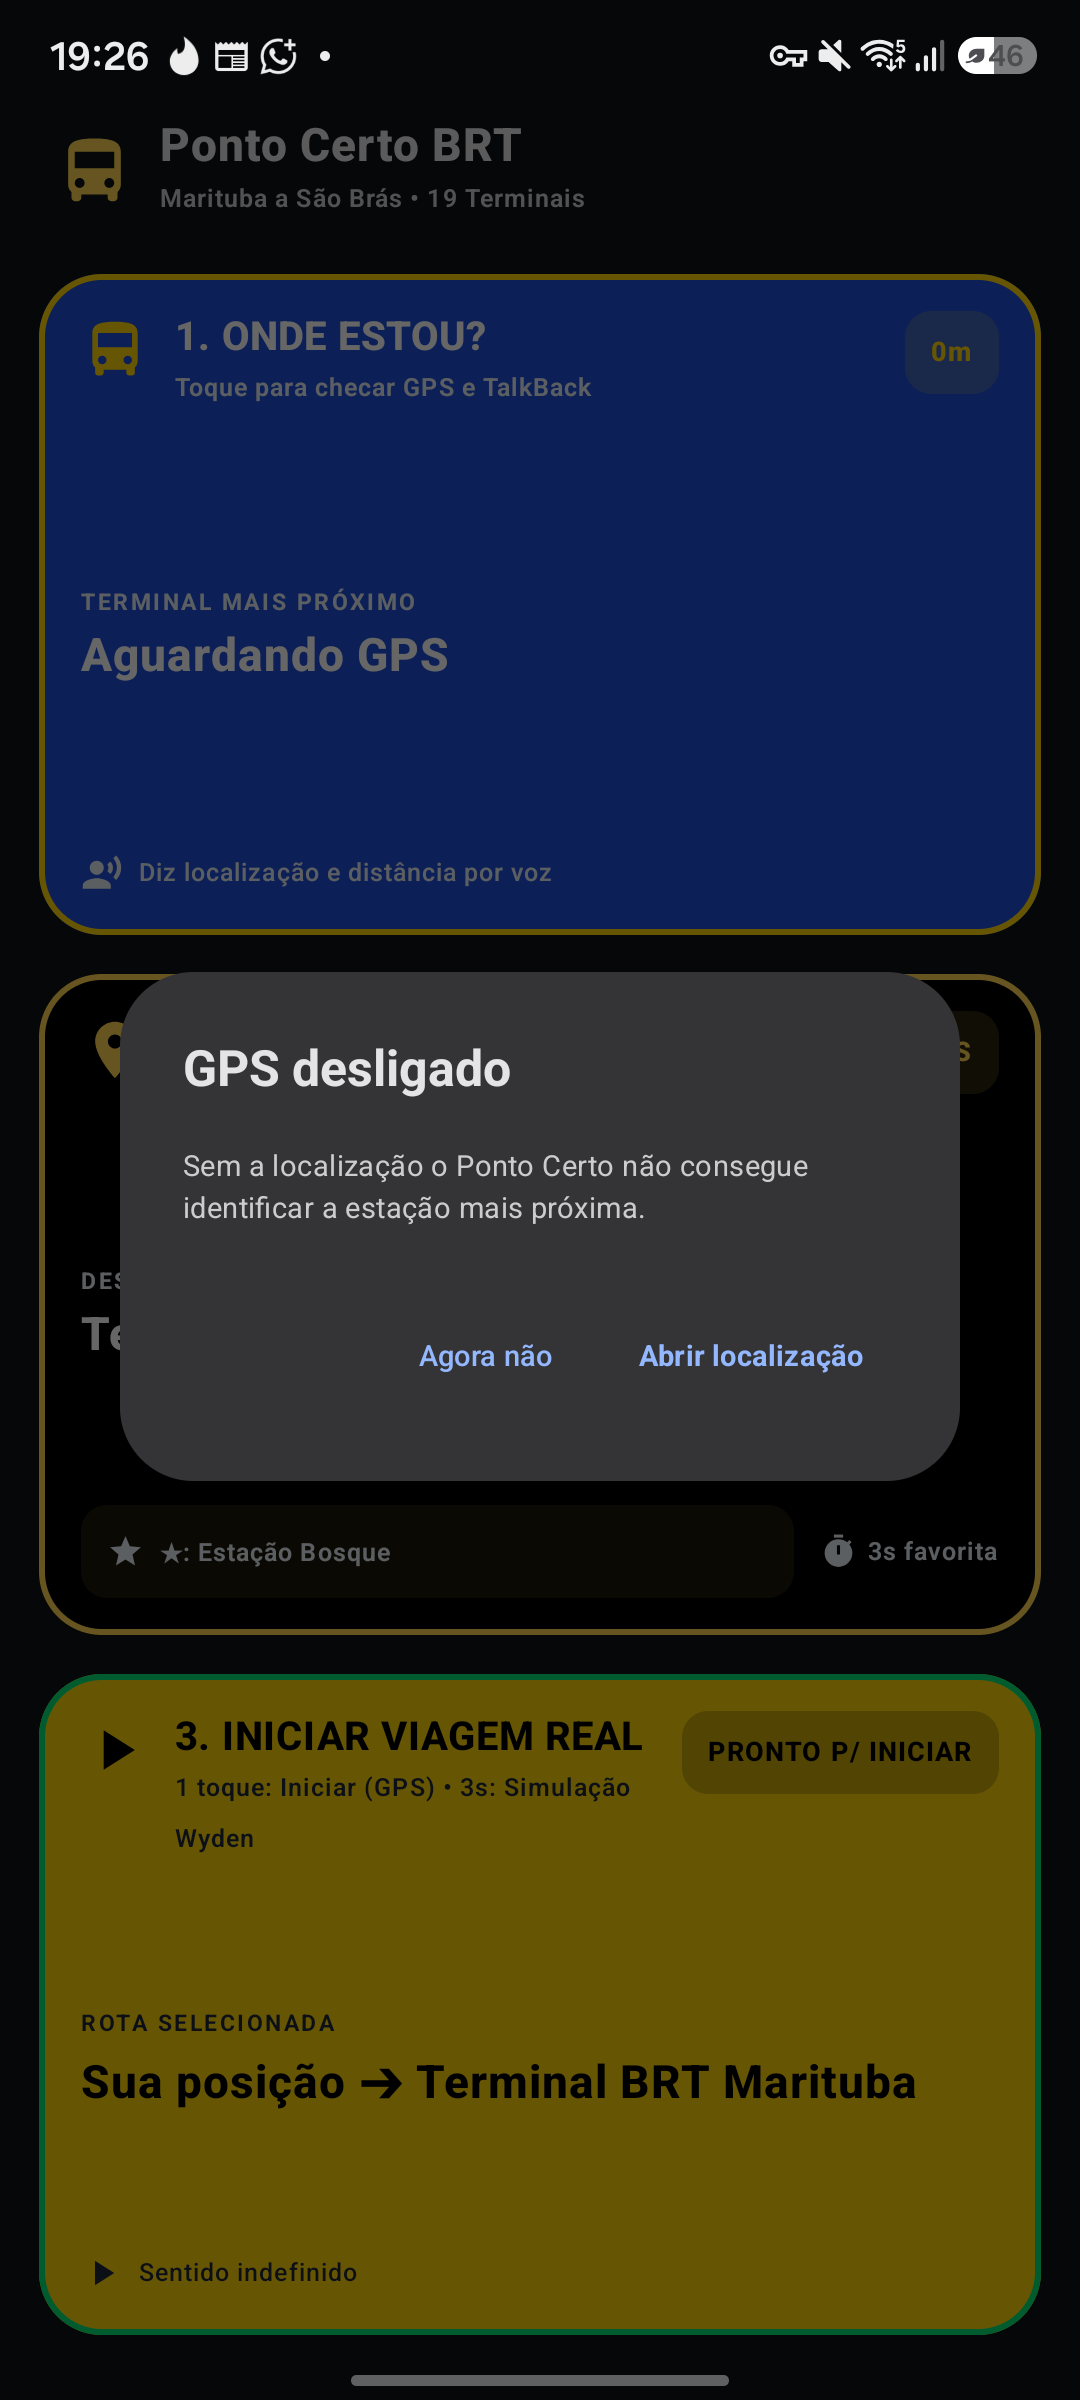 19:26
5
46
Ponto Certo BRT
Marituba a São Brás • 19 Terminais
1. ONDE ESTOU?
0m
Toque para checar GPS e TalkBack
TERMINAL MAIS PRÓXIMO
Aguardando GPS
Diz localização e distância por voz
S
GPS desligado
Sem a localização o Ponto Certo não consegue
identificar a estação mais próxima.
DES
Te
Agora não
Abrir localização
★: Estação Bosque
3s favorita
3. INICIAR VIAGEM REAL
PRONTO P/ INICIAR
1 toque: Iniciar (GPS) • 3s: Simulação
Wyden
ROTA SELECIONADA
Sua posição ➔ Terminal BRT Marituba
Sentido indefinido